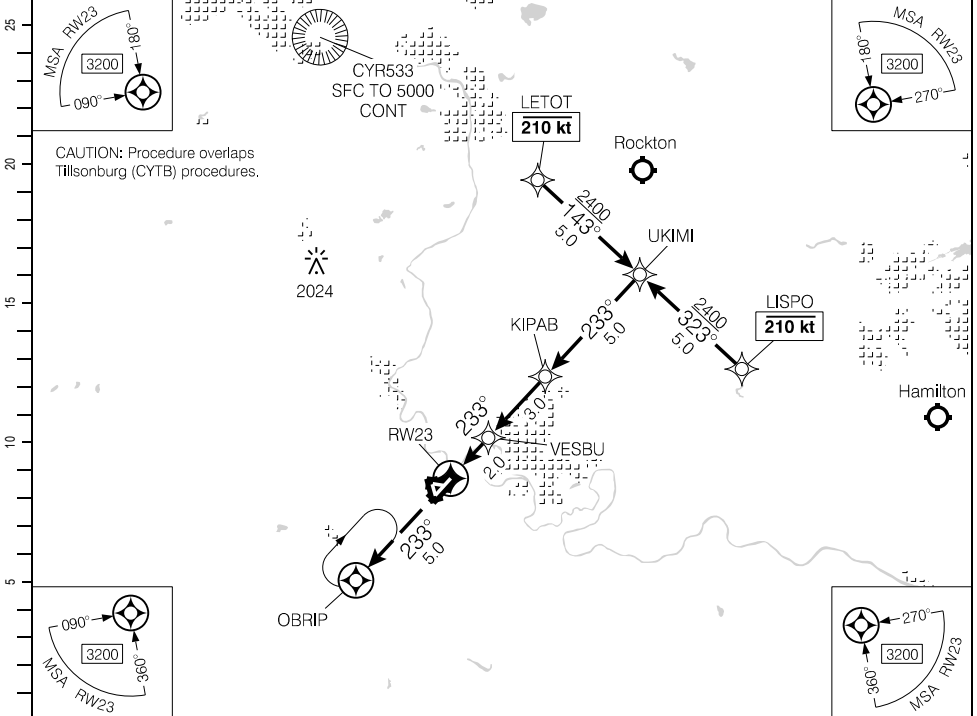 25
20
15
10
5
MSA RW23
180°
3200
090°
CYR533
SFC TO 5000
CONT
MSA RW23
180°
3200
270°
CAUTION: Procedure overlaps
Tillsonburg (CYTB) procedures.
LETOT
210 kt
Rockton
2400
143°
5.0
UKIMI
2024
2400
323°
5.0
LISPO
210 kt
KIPAB
233°
5.0
Hamilton
233°
3.0
RW23
VESBU
2.0
233°
5.0
OBRIP
090°
3200
360°
MSA RW23
270°
3200
360°
MSA RW23